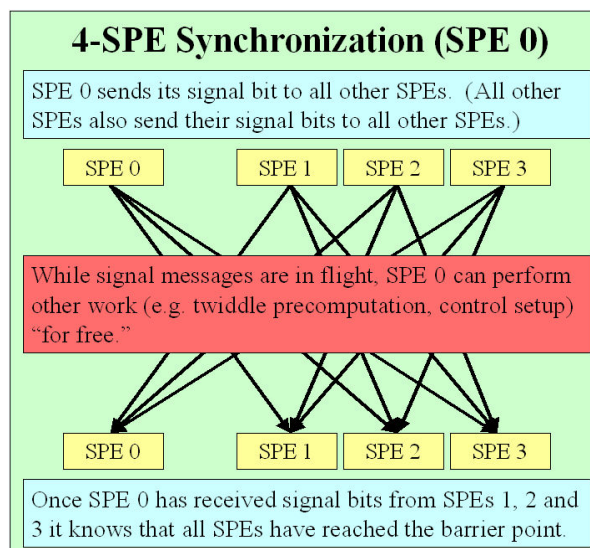 4-SPE Synchronization (SPE 0)
SPE 0 sends its signal bit to all other SPEs.  (All other
SPEs also send their signal bits to all other SPEs.)
SPE 0 SPE 1 SPE 2 SPE 3
While signal messages are in flight, SPE 0 can perform
other work (e.g. twiddle precomputation, control setup)
“for free.”
SPE 0 SPE 1 SPE 2 SPE 3
Once SPE 0 has received signal bits from SPEs 1, 2 and
3 it knows that all SPEs have reached the barrier point.